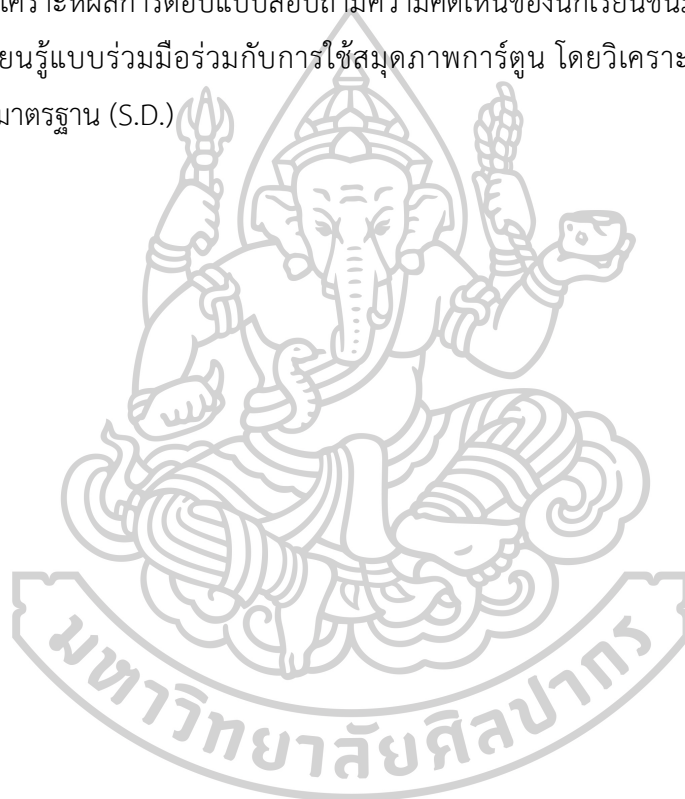 เคราะห์ผลการตอบแบบสอบถามความคิดเห็นของนักเรียนชั้น
ยนรู้แบบร่วมมือร่วมกับการใช้สมุดภาพการ์ตูน โดยวิเคราะ
มาตรฐาน (S.D.)
มหาวิทยาลัยศิลปากร